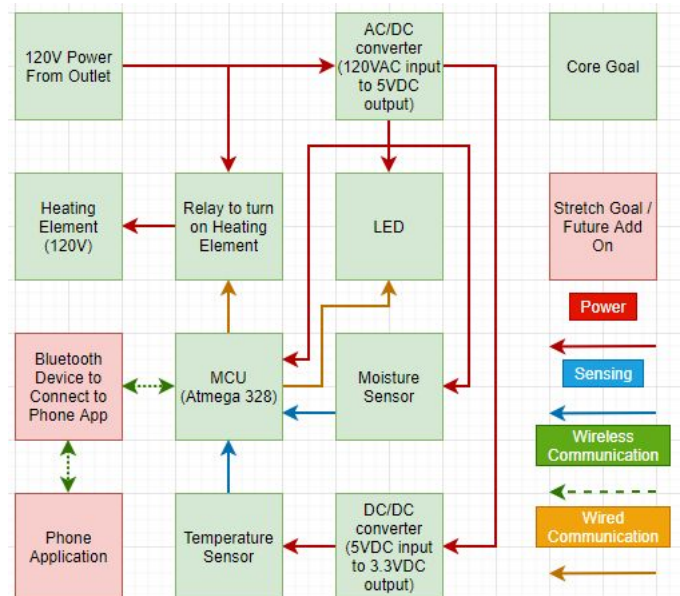 120V Power
From Outlet
AC/DC
converter
(120VAC input
to 5VDC
output)
Core Goal
Heating
Element
(120V)
Relay to turn
on Heating
Element
LED
Stretch Goal /
Future Add
On
Power
Bluetooth
Device to
Connect to
Phone App
MCU
(Atmega 328)
Moisture
Sensor
Sensing
Wireless
Communication
Phone
Application
Temperature
Sensor
DC/DC
converter
(5VDC input
to 3.3VDC
output)
Wired
Communication